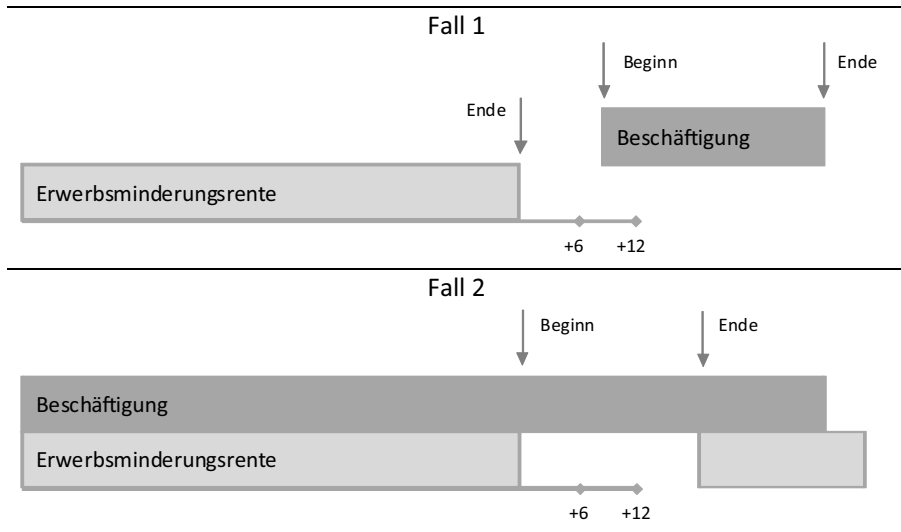 Fall 1
Beginn
Ende
Ende
Beschäftigung
Erwerbsminderungsrente
+6
+12
Fall 2
Beginn
Ende
Beschäftigung
Erwerbsminderungsrente
+6
+12